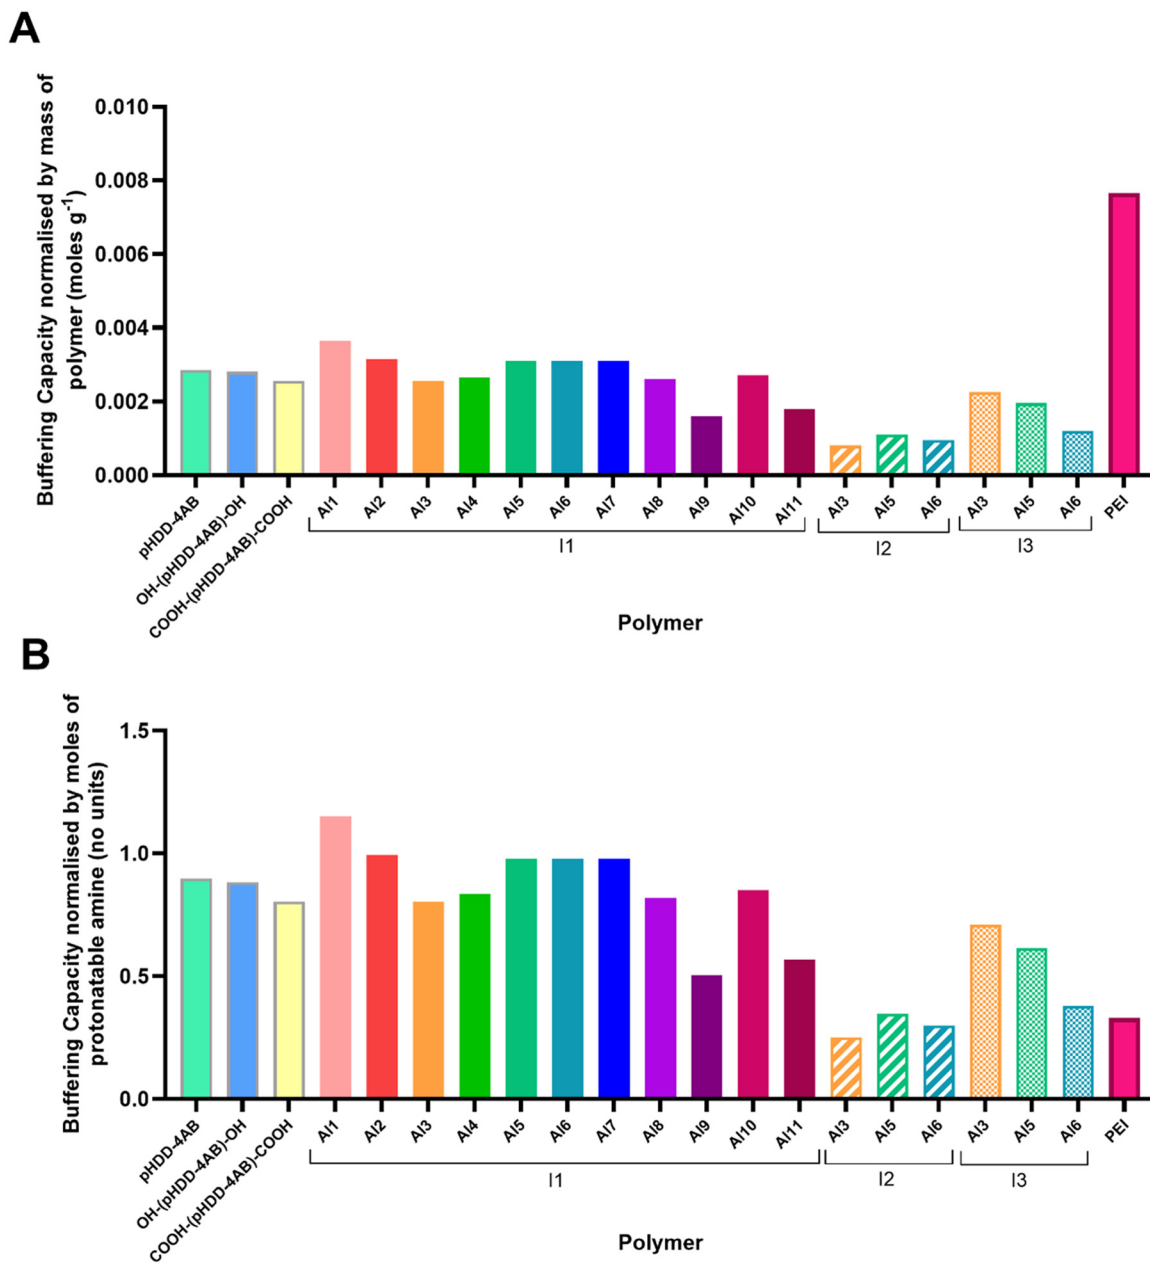 A
Buffering Capacity normalised by mass of
polymer (moles g-1)
0.010
0.008
0.006
0.004
0.002
0.000
pHDD-4AB
OH-(pHDD-4AB)-OH
COOH-(pHDD-4AB)-COOH
AI1
AI2
AI3
AI4
AI5
AI6
AI7
AI8
AI9
AI10
AI11
AI3
AI5
AI6
AI3
AI5
AI6
PEI
I1
I2
I3
Polymer
B
Buffering Capacity normalised by moles of
protonatable amine (no units)
1.5
1.0
0.5
0.0
pHDD-4AB
OH-(pHDD-4AB)-OH
COOH-(pHDD-4AB)-COOH
AI1
AI2
AI3
AI4
AI5
AI6
AI7
AI8
AI9
AI10
AI11
AI3
AI5
AI6
AI3
AI5
AI6
PEI
I1
I2
I3
Polymer